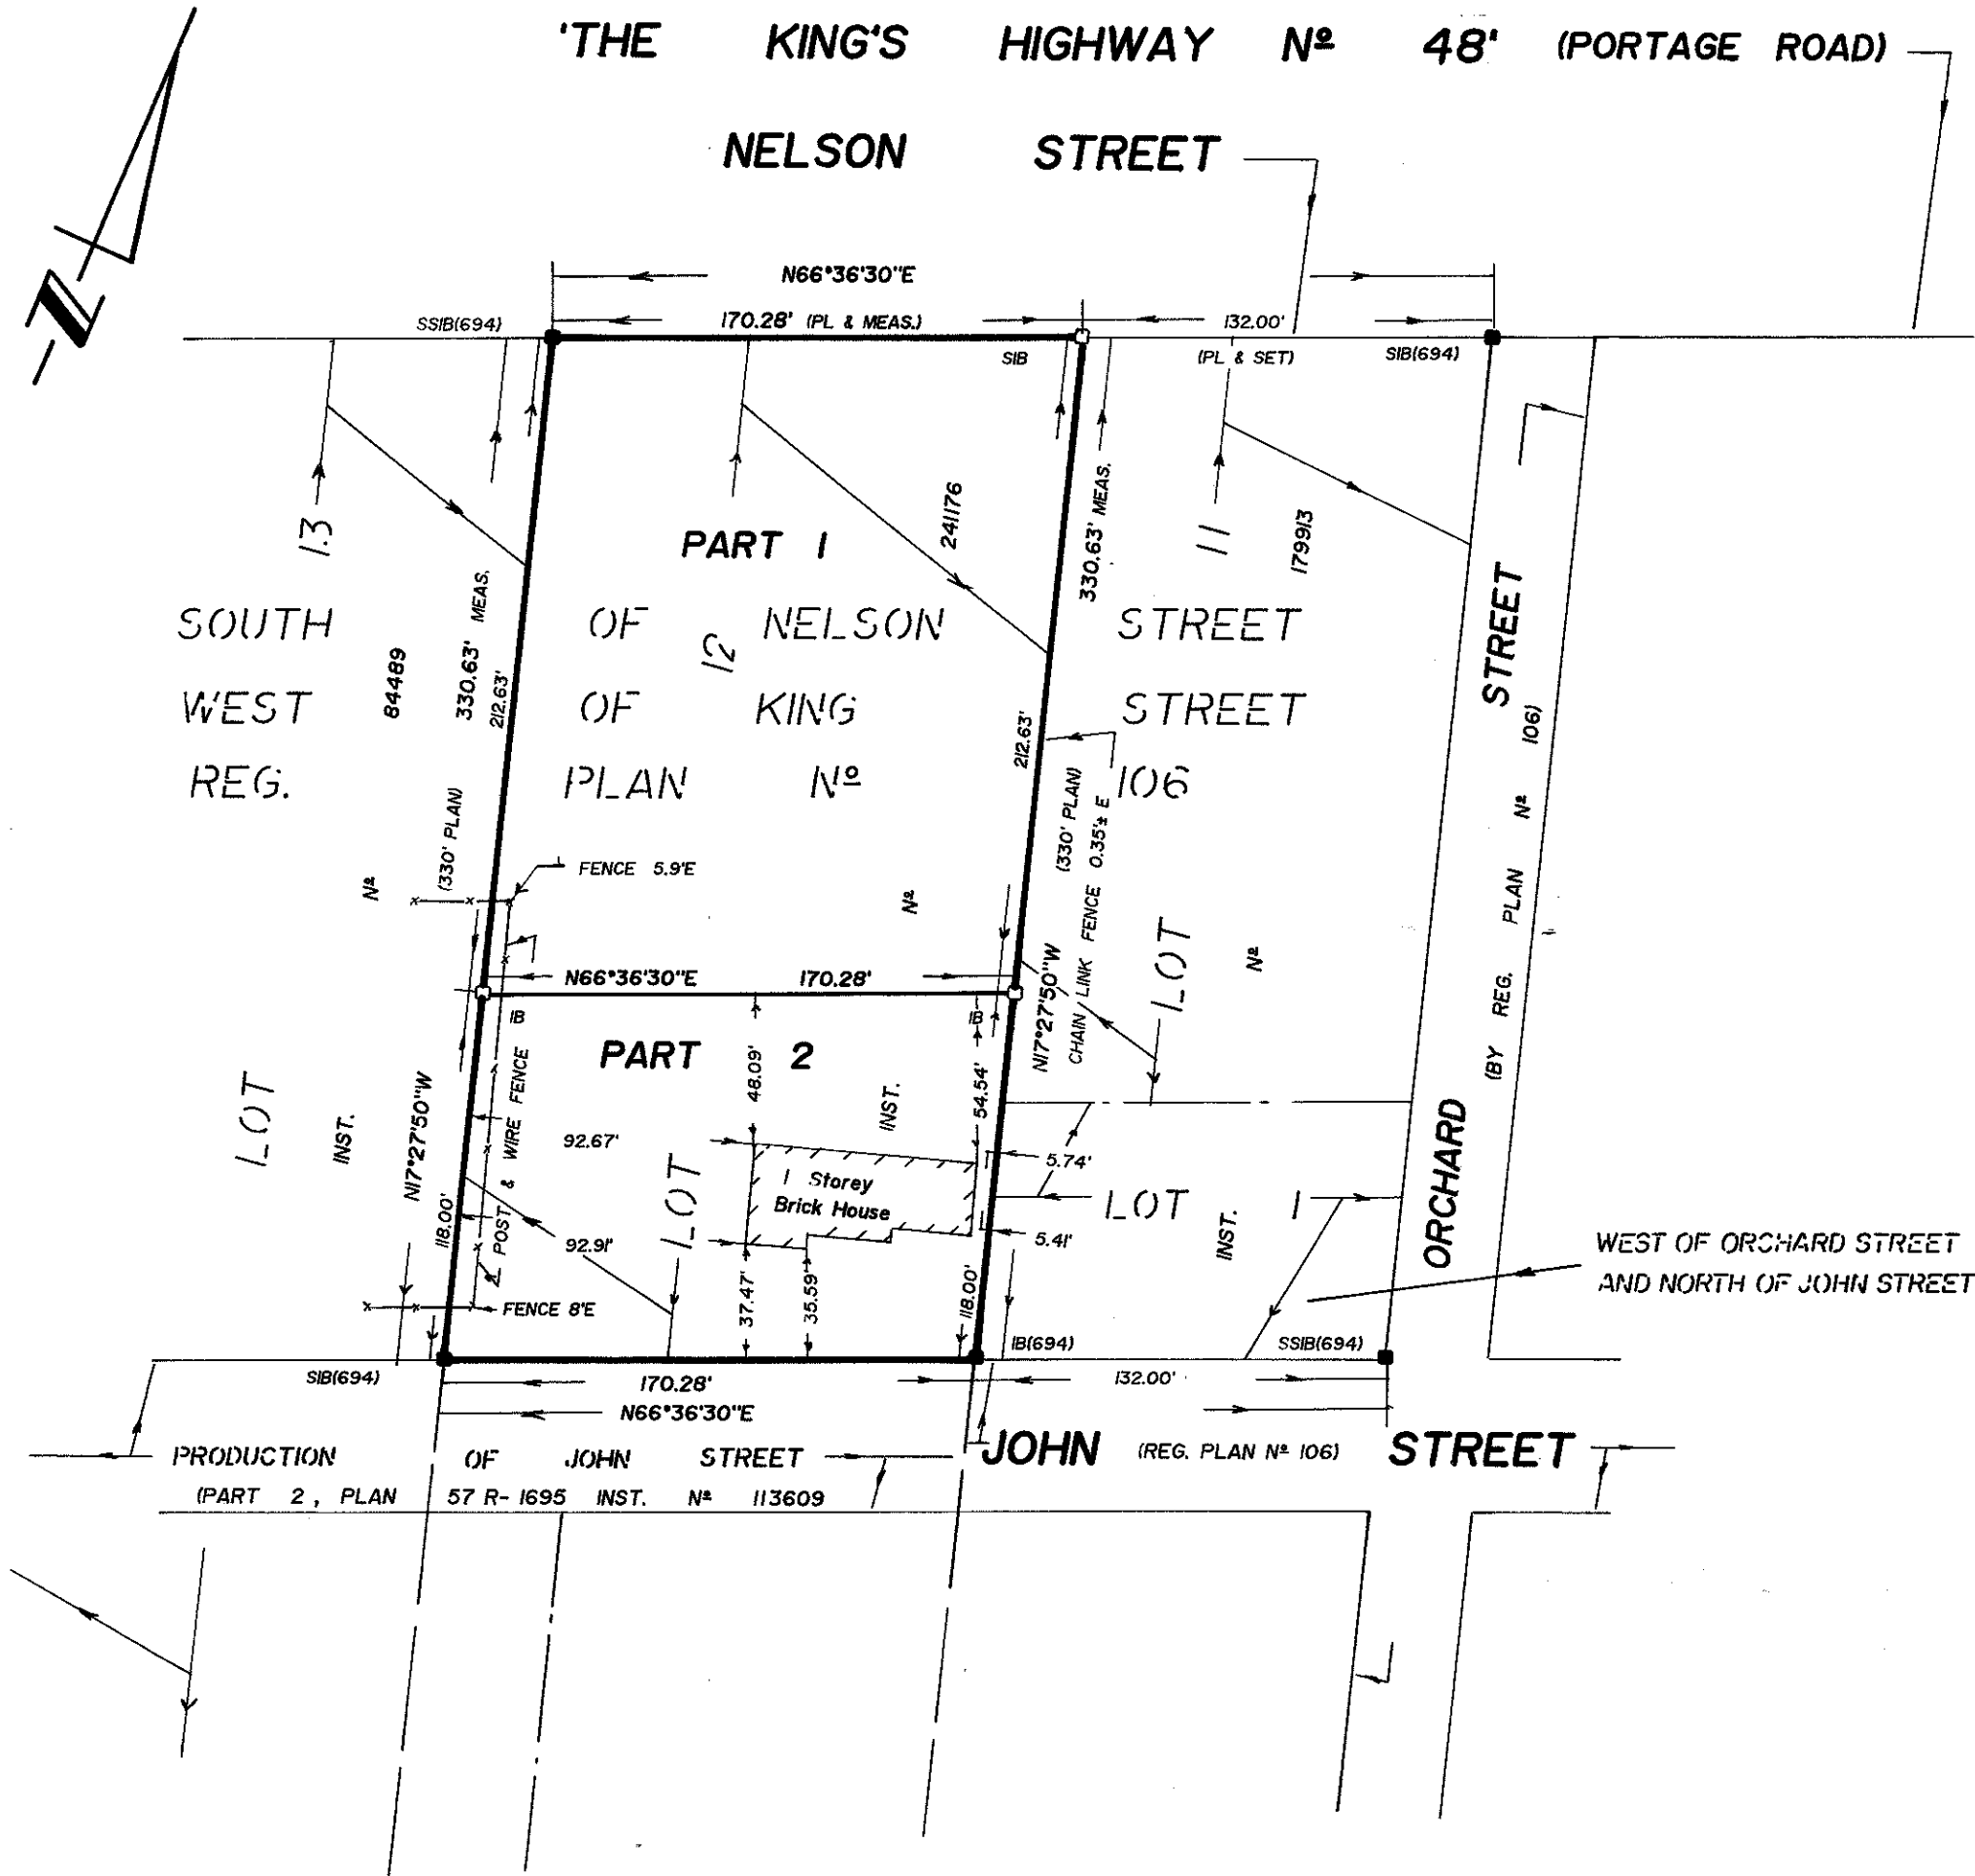 'THE KING'S HIGHWAY Nº 48' (PORTAGE ROAD)
NELSON STREET
N
N66°36'30"E
SSIB(694)
170.28' (PL & MEAS.)
SIB
132.00'
(PL & SET)
SIB(694)
13
PART 1
241176
330.63' MEAS.
11
179913
SOUTH OF NELSON STREET
12
WEST OF KING STREET
REG. PLAN Nº 106
84489
330.63' MEAS.
212.63'
212.63'
STREET
(330' PLAN)
(330' PLAN)
CHAIN LINK FENCE 0.35'± E
FENCE 5.9'E
Nº
Nº
Nº
LOT
(BY REG. PLAN Nº 106)
N66°36'30"E 170.28'
N17°27'50"W
IB
IB
PART 2
LOT
INST.
N17°27'50"W
POST & WIRE FENCE
48.09'
INST.
54.54'
92.67'
1 Storey
Brick House
LOT
5.74'
LOT 1
INST.
ORCHARD
118.00'
92.91'
5.41'
WEST OF ORCHARD STREET
AND NORTH OF JOHN STREET
37.47'
35.59'
118.00'
FENCE 8'E
IB(694)
SSIB(694)
SIB(694)
170.28'
132.00'
N66°36'30"E
PRODUCTION OF JOHN STREET
JOHN (REG. PLAN Nº 106) STREET
(PART 2, PLAN 57 R-1695 INST. Nº 113609